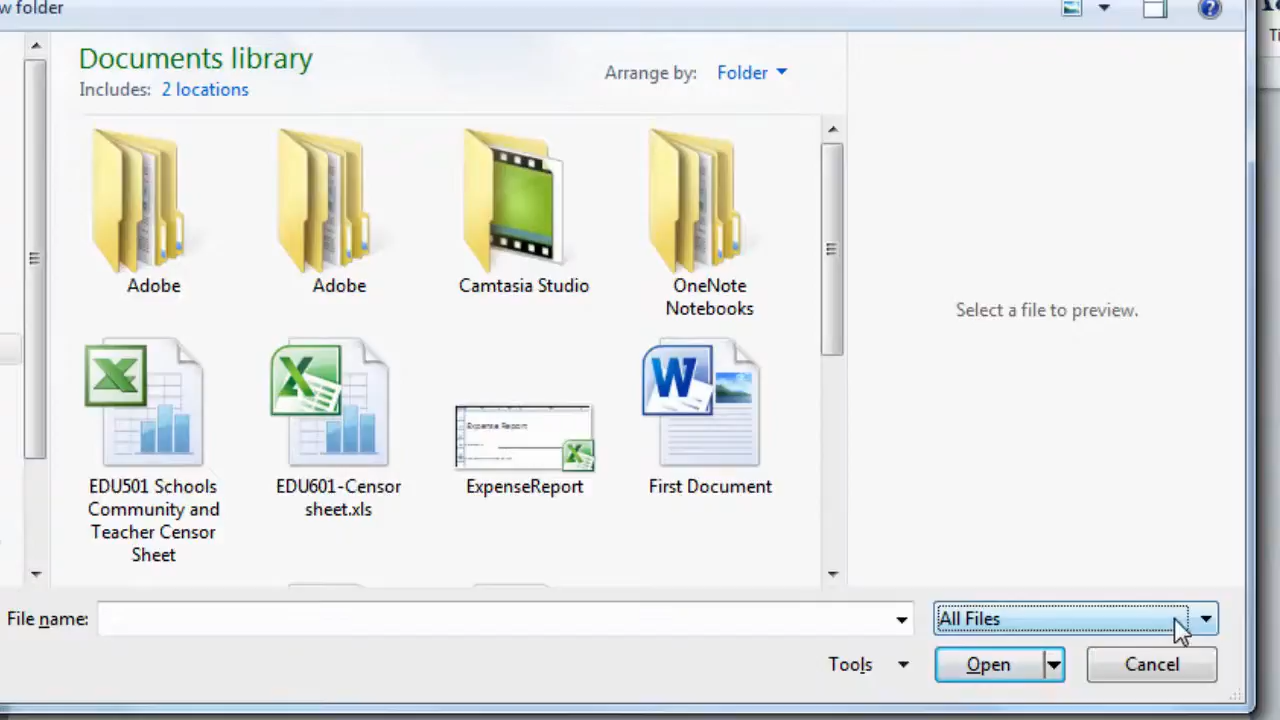 w folder
Documents library
Includes: 2 locations
Arrange by: Folder
Adobe
Adobe
Camtasia Studio
OneNote
Notebooks
Select a file to preview.
Expense Report
EDU501 Schools
Community and
Teacher Censor
Sheet
EDU601-Censor
sheet.xls
ExpenseReport
First Document
File name:
All Files
Tools
Open
Cancel